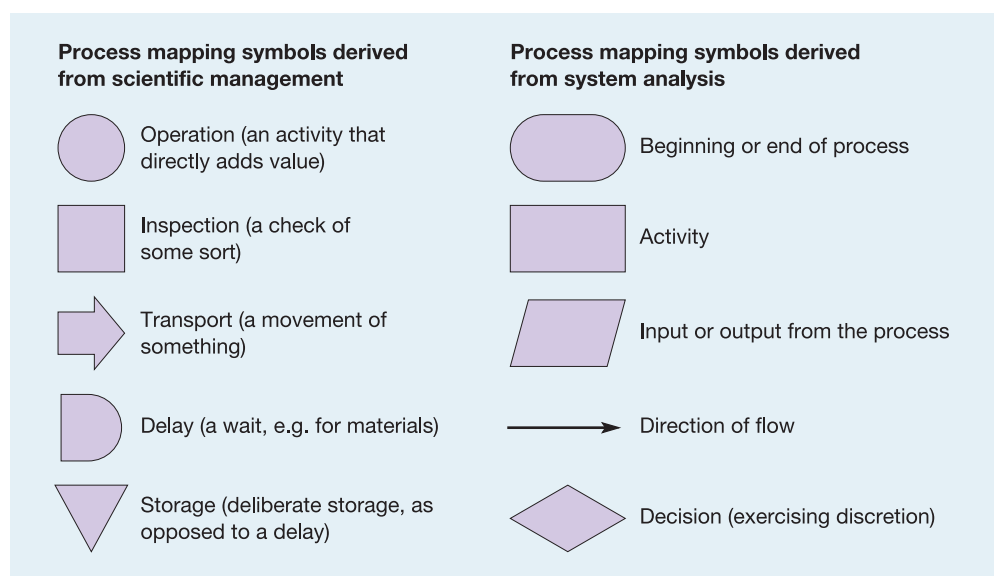 Process mapping symbols derived
from scientific management
Operation (an activity that
directly adds value)
Inspection (a check of
some sort)
Transport (a movement of
something)
Delay (a wait, e.g. for materials)
Storage (deliberate storage, as
opposed to a delay)
Process mapping symbols derived
from system analysis
Beginning or end of process
Activity
Input or output from the process
Direction of flow
Decision (exercising discretion)